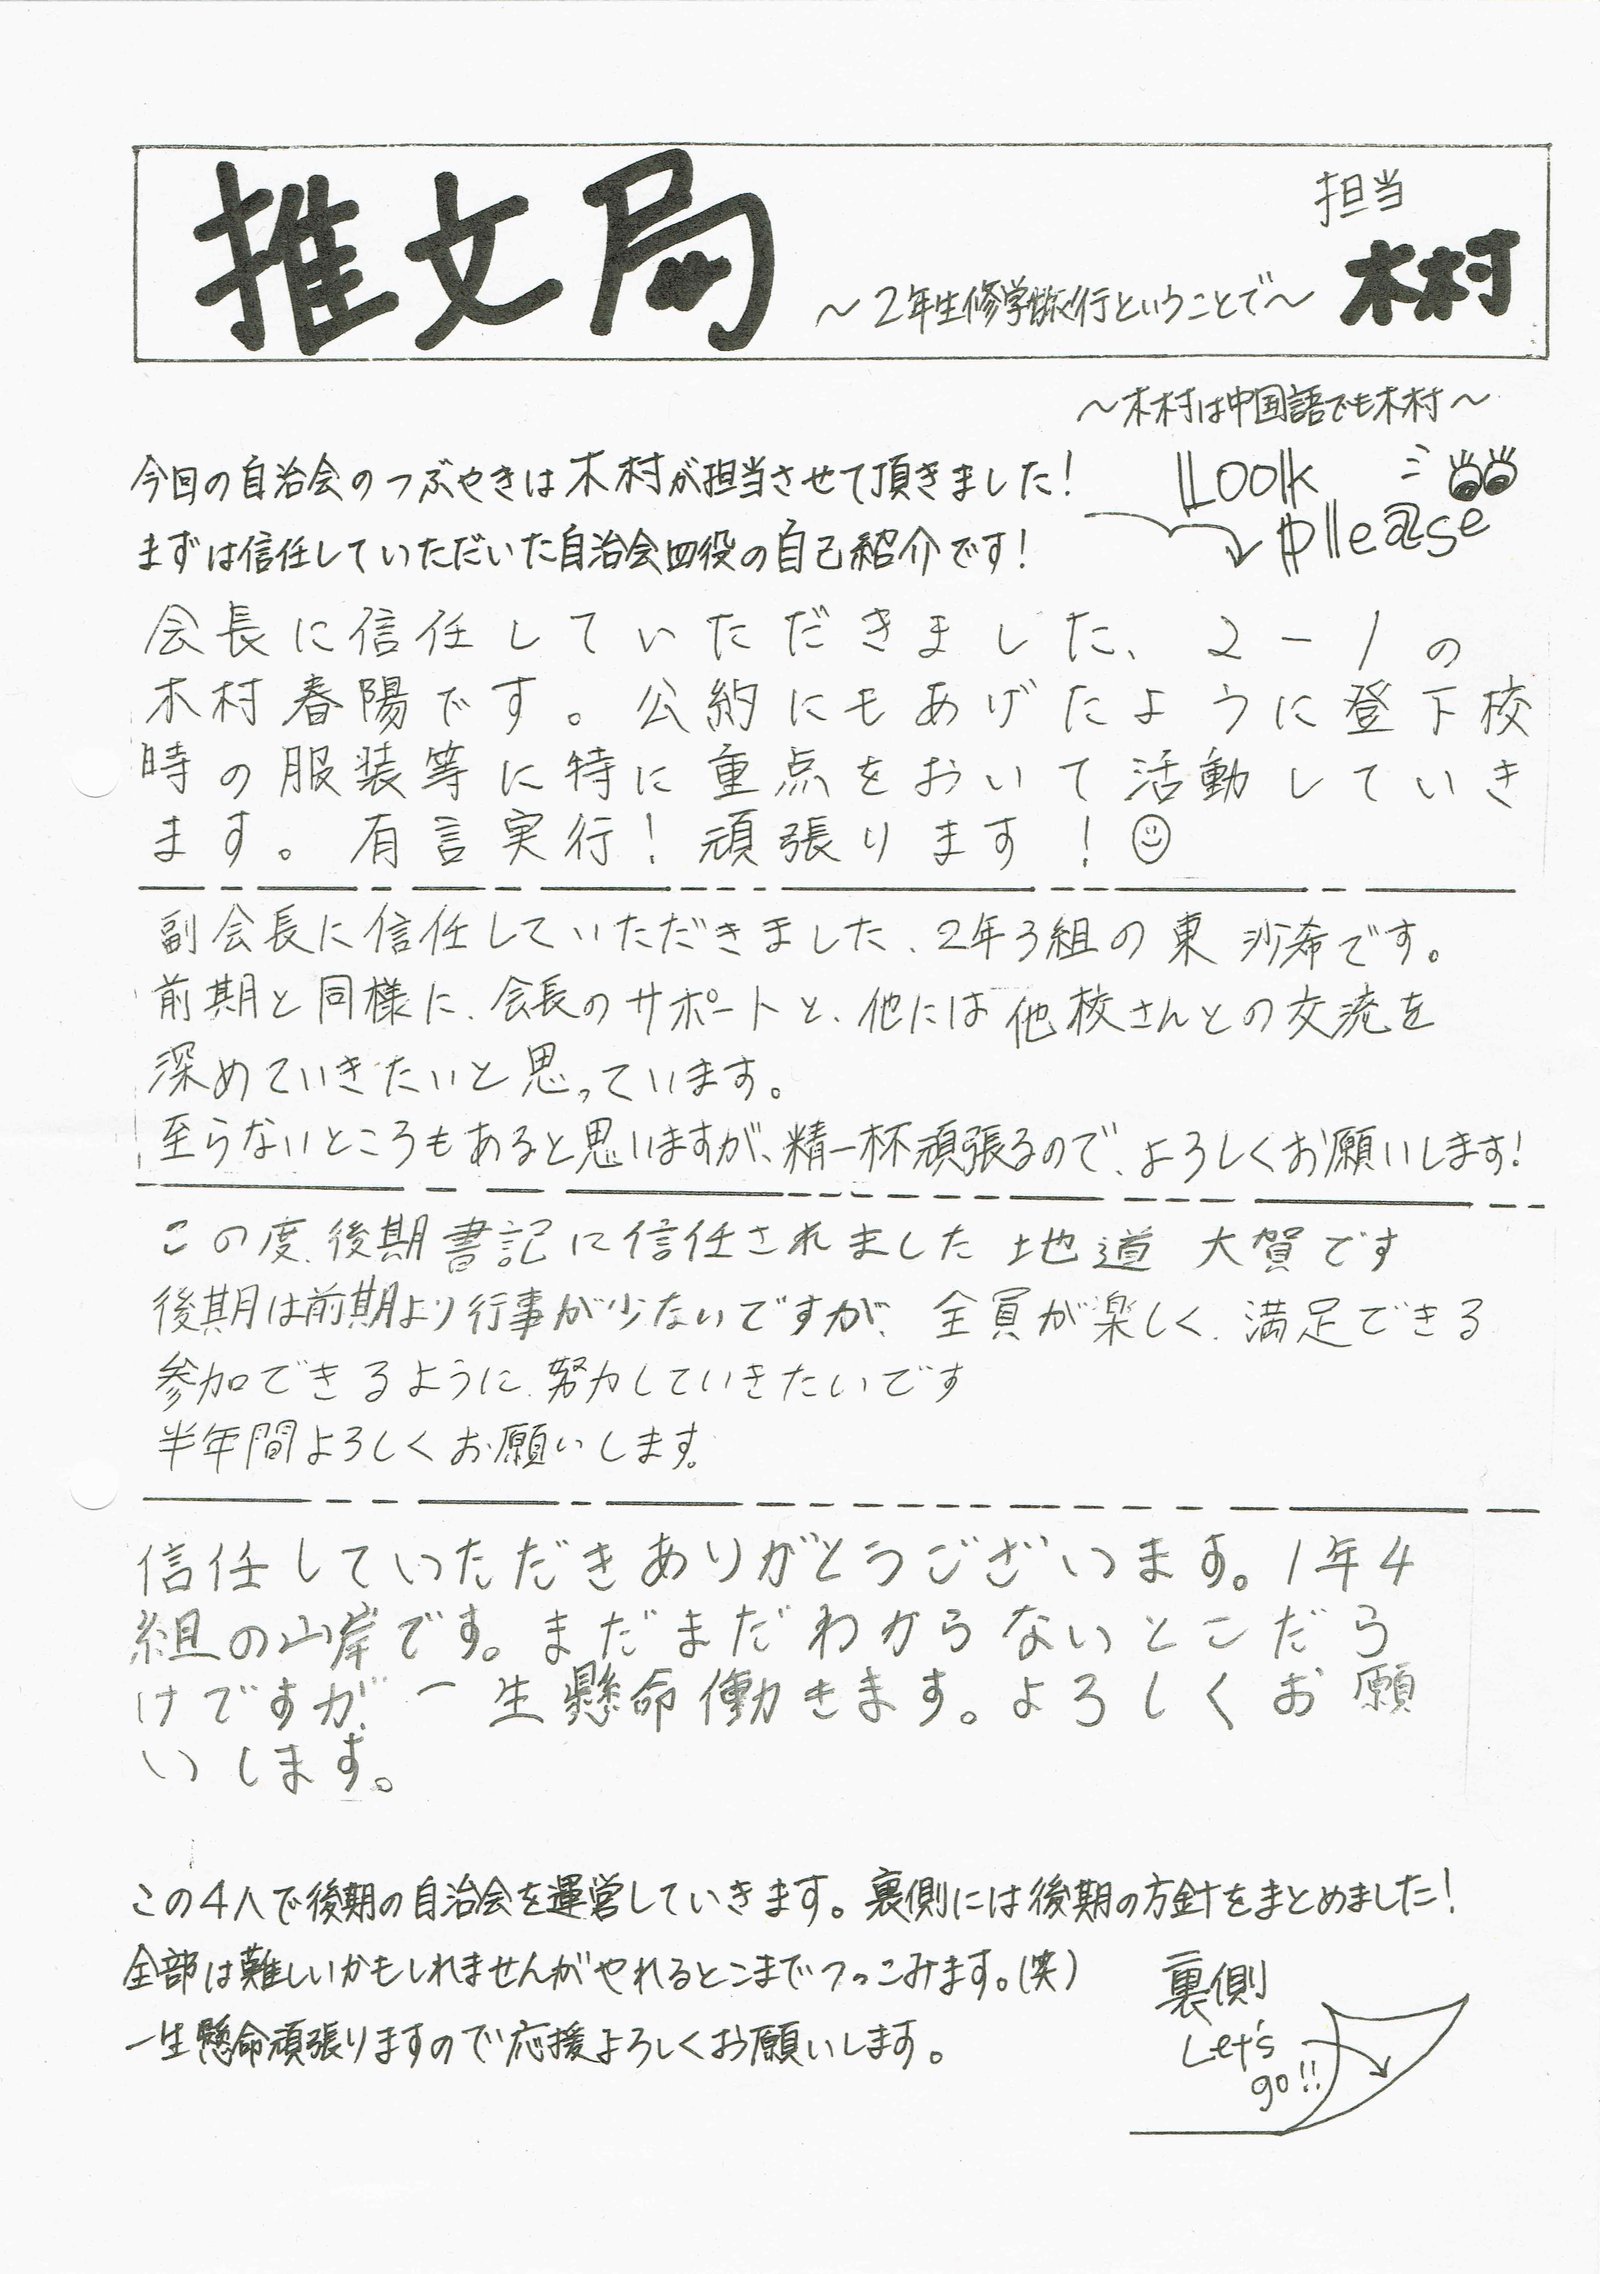 推文局
担当
木村
～2年生修学旅行ということで～
～木村は中国語でも木村～
今回の自治会のつぶやきは木村が担当させて頂きました!
Look
please
まずは信任していただいた自治会四役の自己紹介です!
会長に信任していただきました、2-1の
木村春陽です。公約にもあげたように登下校
時の服装等に特に重点をおいて活動していき
ます。有言実行!頑張ります!
副会長に信任していただきました、2年3組の東 沙希です。
前期と同様に、会長のサポートと、他には他校さんとの交流を
深めていきたいと思っています。
至らないところもあると思いますが、精一杯頑張るので、よろしくお願いします!
この度、後期書記に信任されました 地道 大賀です
後期は前期より行事が少ないですが、全員が楽しく、満足できる
参加できるように、努力していきたいです
半年間よろしくお願いします。
信任していただきありがとうございます。1年4
組の山岸です。まだまだわからないとこだら
けですが、一生懸命働きます。よろしくお願
いします。
この4人で後期の自治会を運営していきます。裏側には後期の方針をまとめました!
全部は難しいかもしれませんがやれるとこまでつっこみます。(笑)
一生懸命頑張りますので応援よろしくお願いします。
裏側
Let's
go!!